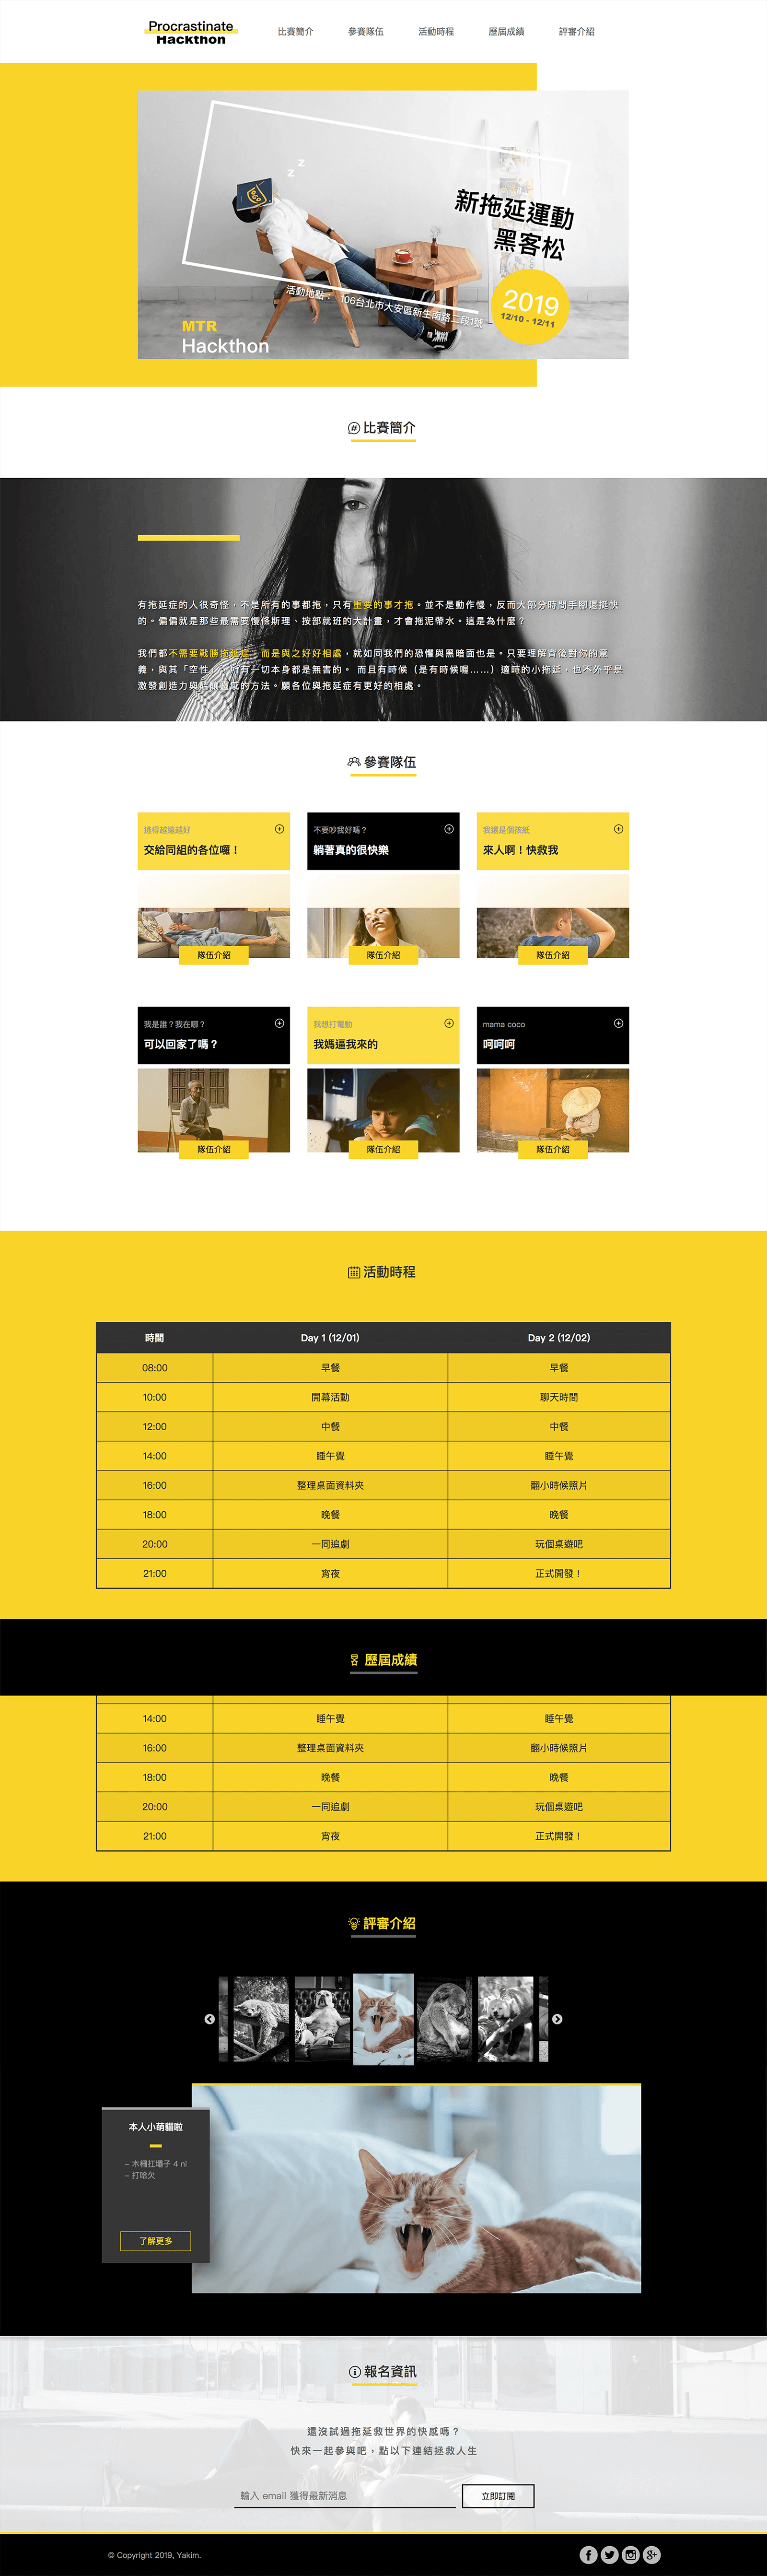 Procrastinate
Hackthon
比賽簡介
參賽隊伍
活動時程
歷屆成績
評審介紹
z
z
新拖延運動
黑客松
活動地點： 106台北市大安區新生南路二段1號
2019
12/10 - 12/11
MTR
Hackthon
比賽簡介
有拖延症的人很奇怪，不是所有的事都拖，只有重要的事才拖。並不是動作慢，反而大部分時間手腳還挺快
的。偏偏就是那些最需要慢條斯理、按部就班的大計畫，才會拖泥帶水。這是為什麼？
我們都不需要戰勝拖延症，而是與之好好相處，就如同我們的恐懼與黑暗面也是。只要理解背後對你的意
義，與其「空性」，所有一切本身都是無害的。 而且有時候（是有時候喔……）適時的小拖延，也不外乎是
激發創造力與 的方法。願各位與拖延症有更好的相處。
參賽隊伍
逃得越遠越好
交給同組的各位囉！
隊伍介紹
不要吵我好嗎？
躺著真的很快樂
隊伍介紹
我還是個孩紙
來人啊！快救我
隊伍介紹
我是誰？我在哪？
可以回家了嗎？
隊伍介紹
我想打電動
我媽逼我來的
隊伍介紹
mama coco
呵呵呵
隊伍介紹
活動時程
時間 Day 1 (12/01) Day 2 (12/02)
08:00 早餐 早餐
10:00 開幕活動 聊天時間
12:00 中餐 中餐
14:00 睡午覺 睡午覺
16:00 整理桌面資料夾 翻小時候照片
18:00 晚餐 晚餐
20:00 一同追劇 玩個桌遊吧
21:00 宵夜 正式開發！
歷屆成績
14:00 睡午覺 睡午覺
16:00 整理桌面資料夾 翻小時候照片
18:00 晚餐 晚餐
20:00 一同追劇 玩個桌遊吧
21:00 宵夜 正式開發！
評審介紹
本人小萌貓啦
- 木柵扛壩子 4 ni
- 打哈欠
了解更多
報名資訊
還沒試過拖延救世界的快感嗎？
快來一起參與吧，點以下連結拯救人生
輸入 email 獲得最新消息
立即訂閱
© Copyright 2019, Yakim.